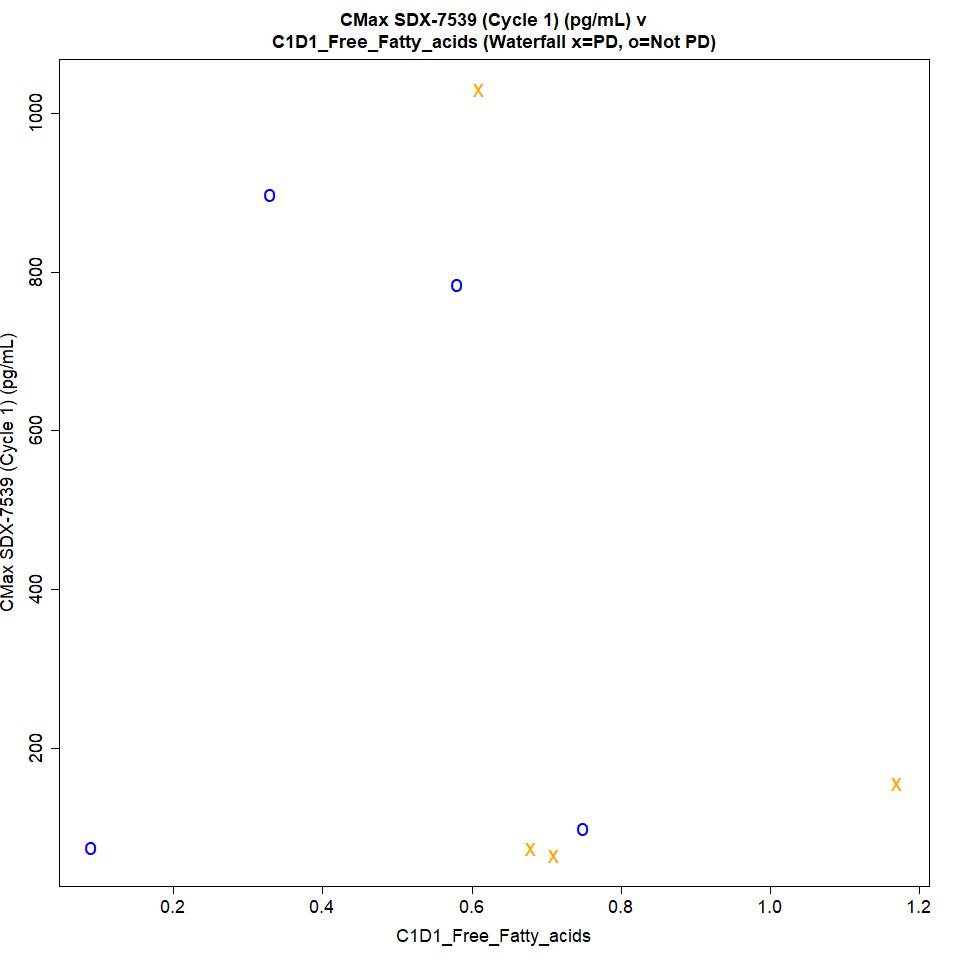 CMax SDX-7539 (Cycle 1) (pg/mL) v
C1D1_Free_Fatty_acids (Waterfall x=PD, o=Not PD)
CMax SDX-7539 (Cycle 1) (pg/mL)
1000
800
600
400
200
x
o
o
x
o
o
x
x
0.2
0.4
0.6
0.8
1.0
1.2
C1D1_Free_Fatty_acids